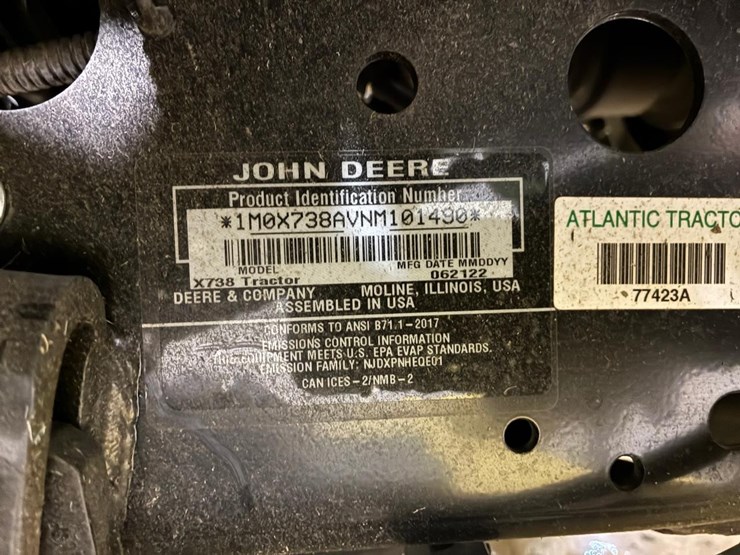 JOHN DEERE
Product Identification Number
*1M0X738AVNM101490*
MODEL
X738 Tractor
MFG DATE MMDDYY
062122
DEERE & COMPANY MOLINE, ILLINOIS, USA
ASSEMBLED IN USA
CONFORMS TO ANSI B71.1-2017
EMISSIONS CONTROL INFORMATION
EQUIPMENT MEETS U.S. EPA EVAP STANDARDS.
EMISSION FAMILY: NJDXPNHEQE01
CAN ICES-2/NMB-2
ATLANTIC TRACTO
77423A